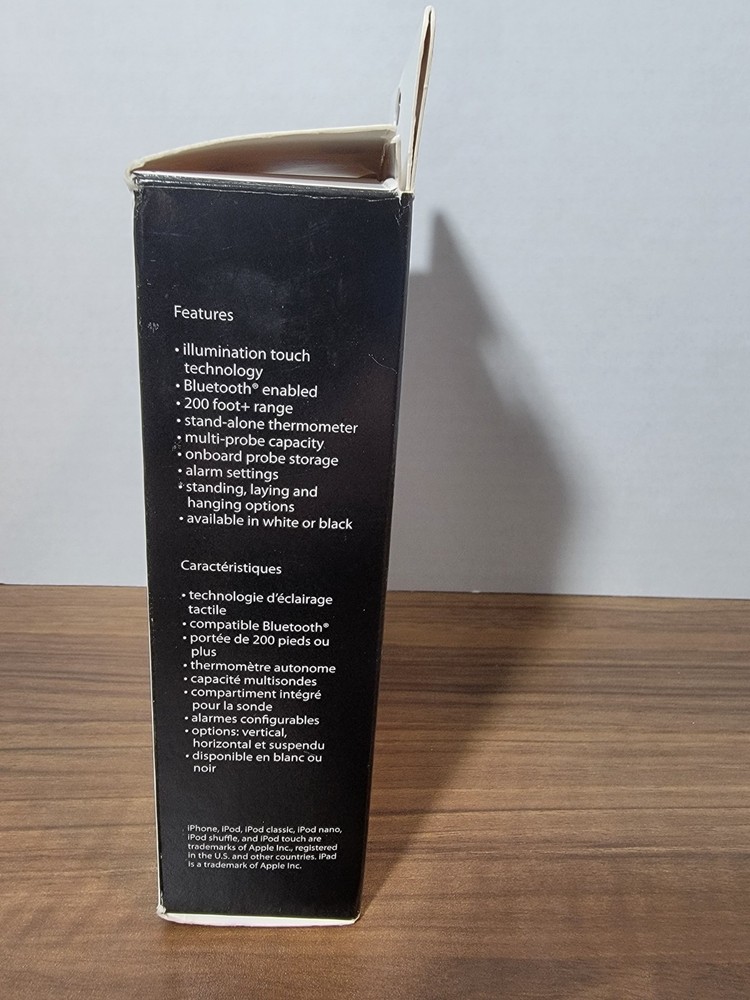 Features
• illumination touch
technology
• Bluetooth® enabled
• 200 foot+ range
• stand-alone thermometer
• multi-probe capacity
• onboard probe storage
• alarm settings
• standing, laying and
hanging options
• available in white or black
Caractéristiques
• technologie d'éclairage
tactile
• compatible Bluetooth®
• portée de 200 pieds ou
plus
• thermomètre autonome
• capacité multisondes
• compartiment intégré
pour la sonde
• alarmes configurables
• options: vertical,
horizontal et suspendu
• disponible en blanc ou
noir
iPhone, iPod, iPod classic, iPod nano,
iPod shuffle, and iPod touch are
trademarks of Apple Inc., registered
in the U.S. and other countries. iPad
is a trademark of Apple Inc.